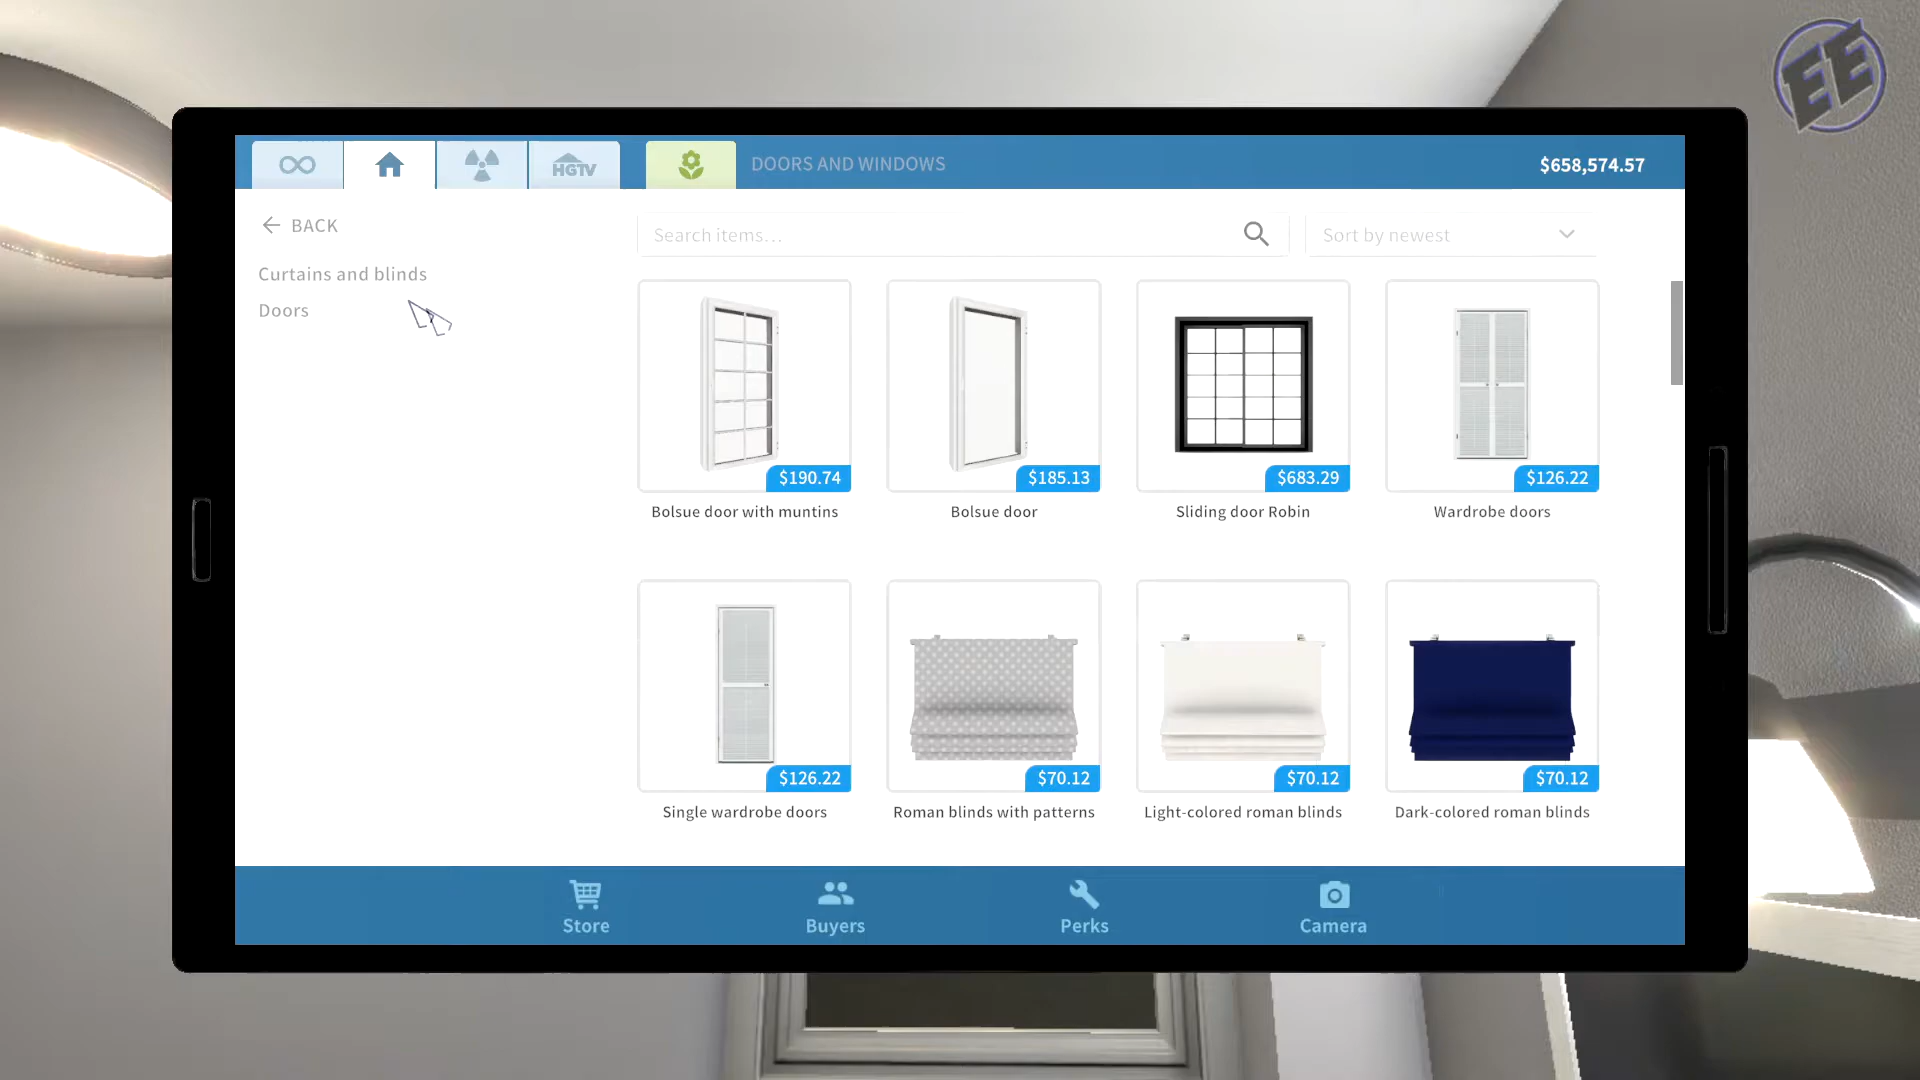 EE
HGTV
DOORS AND WINDOWS
$658,574.57
BACK
Search items...
Sort by newest
Curtains and blinds
Doors
$190.74
$185.13
$683.29
$126.22
Bolsue door with muntins
Bolsue door
Sliding door Robin
Wardrobe doors
$126.22
$70.12
$70.12
$70.12
Single wardrobe doors
Roman blinds with patterns
Light-colored roman blinds
Dark-colored roman blinds
Store
Buyers
Perks
Camera